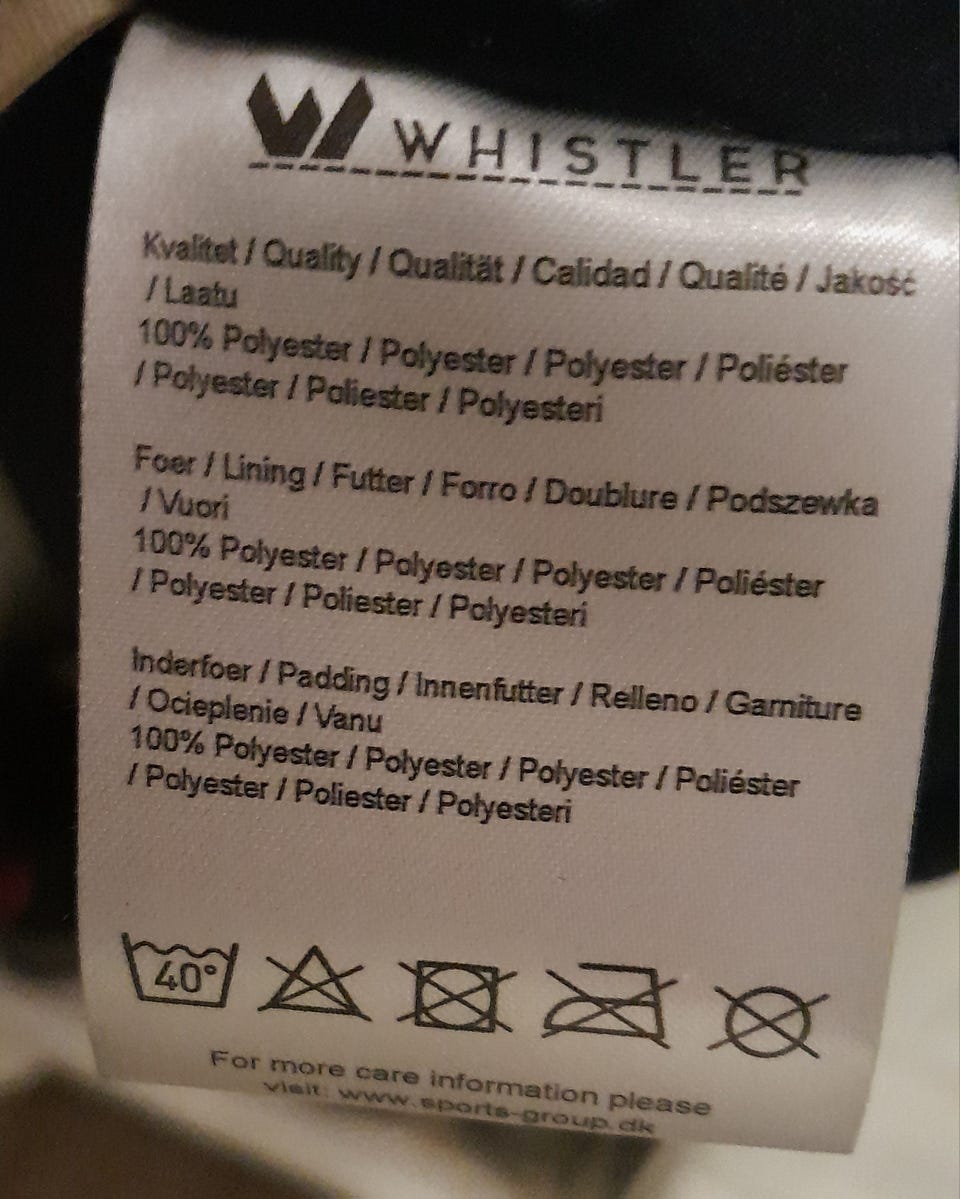 WHISTLER
Kvalitet / Quality / Qualität / Calidad / Qualité / Jakość
/ Laatu
100% Polyester / Polyester / Polyester / Poliéster
/ Polyester / Poliester / Polyesteri
Foer / Lining / Futter / Forro / Doublure / Podszewka
/ Vuori
100% Polyester / Polyester / Polyester / Poliéster
/ Polyester / Poliester / Polyesteri
Inderfoer / Padding / Innenfutter / Relleno / Garniture
/ Ocieplenie / Vanu
100% Polyester / Polyester / Polyester / Poliéster
/ Polyester / Poliester / Polyesteri
40°
For more care information please
visit: www.sports-group.dk